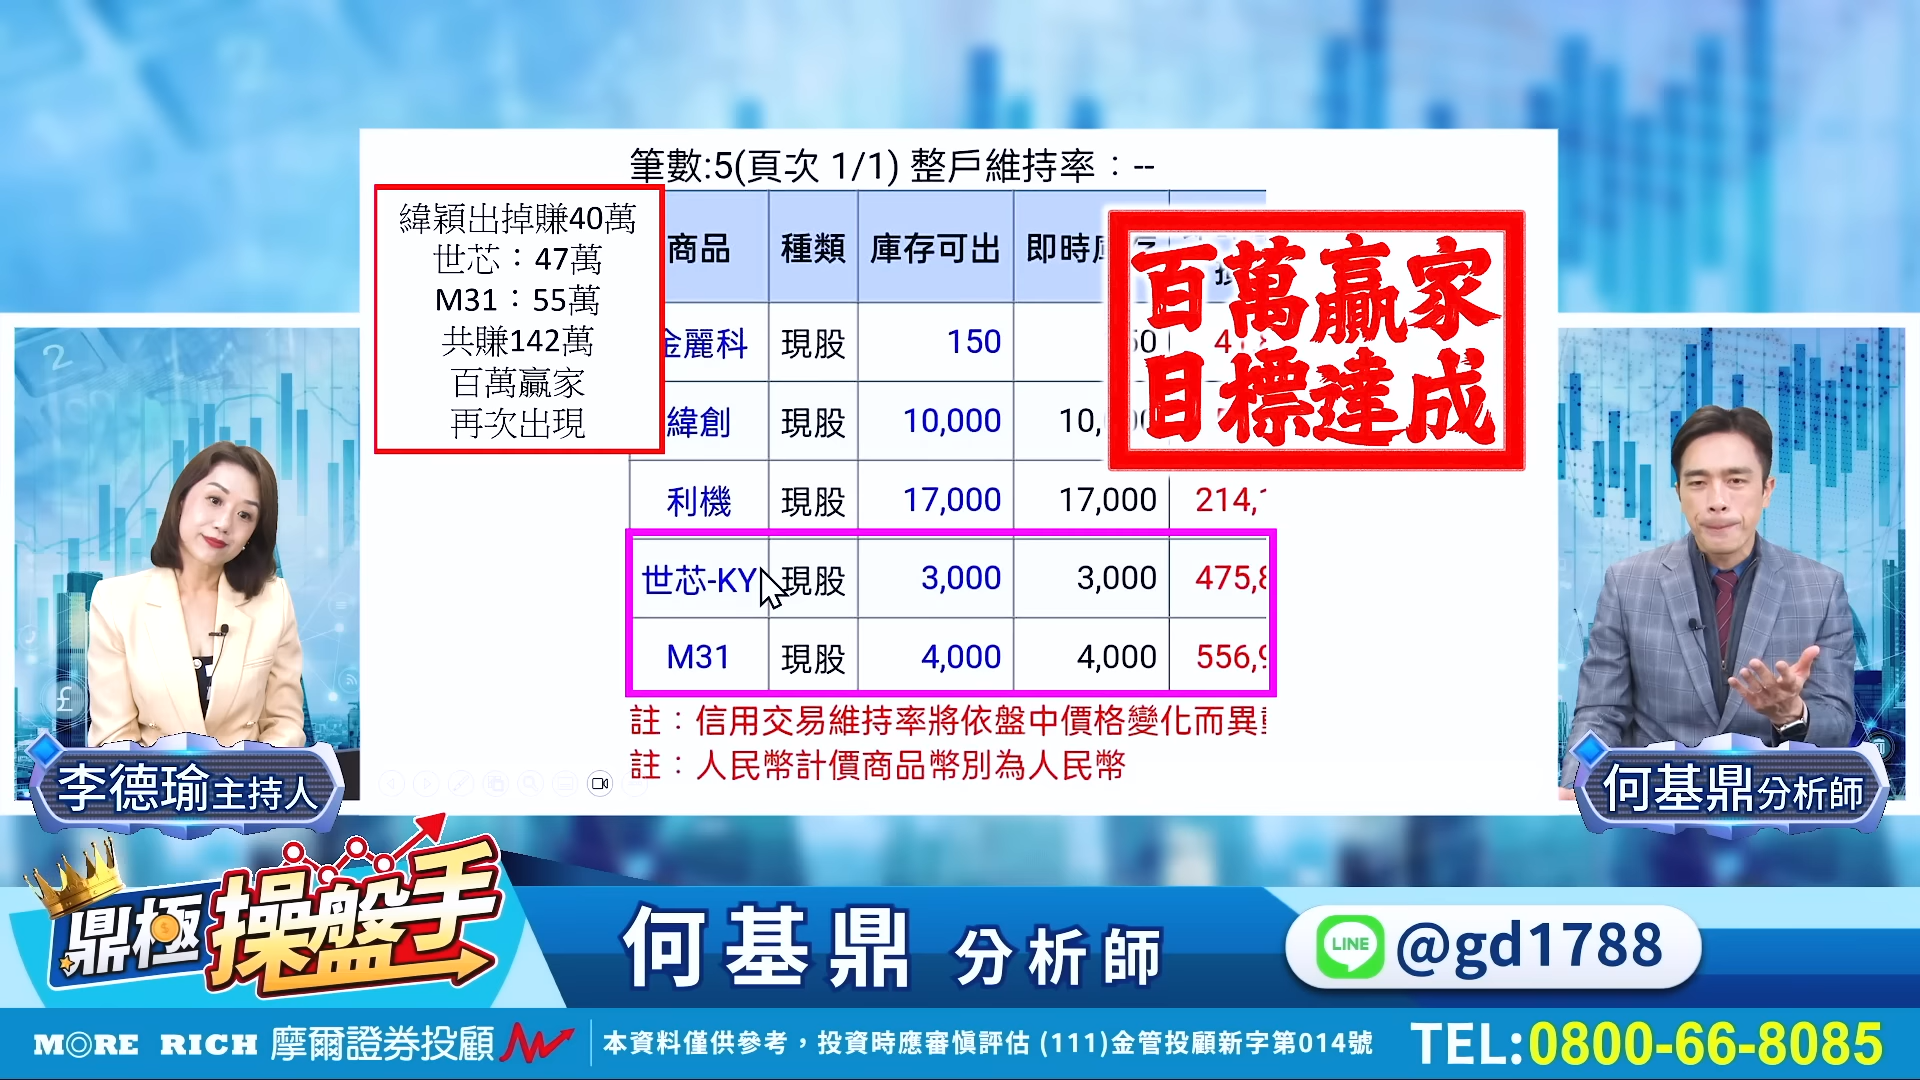 筆數:5(頁次 1/1) 整戶維持率：--
緯穎出掉賺40萬
世芯：47萬
M31：55萬
共賺142萬
百萬贏家
再次出現
商品 種類 庫存可出 即時
百萬贏家
目標達成
金麗科 現股 150
緯創 現股 10,000 10,
利機 現股 17,000 17,000 214,
世芯-KY 現股 3,000 3,000 475,8
M31 現股 4,000 4,000 556,9
註：信用交易維持率將依盤中價格變化而異
註：人民幣計價商品幣別為人民幣
李德瑜主持人
何基鼎分析師
鼎極操盤手
何基鼎 分析師
LINE @gd1788
MORE RICH 摩爾證券投顧
本資料僅供參考，投資時應審慎評估 (111)金管投顧新字第014號
TEL:0800-66-8085